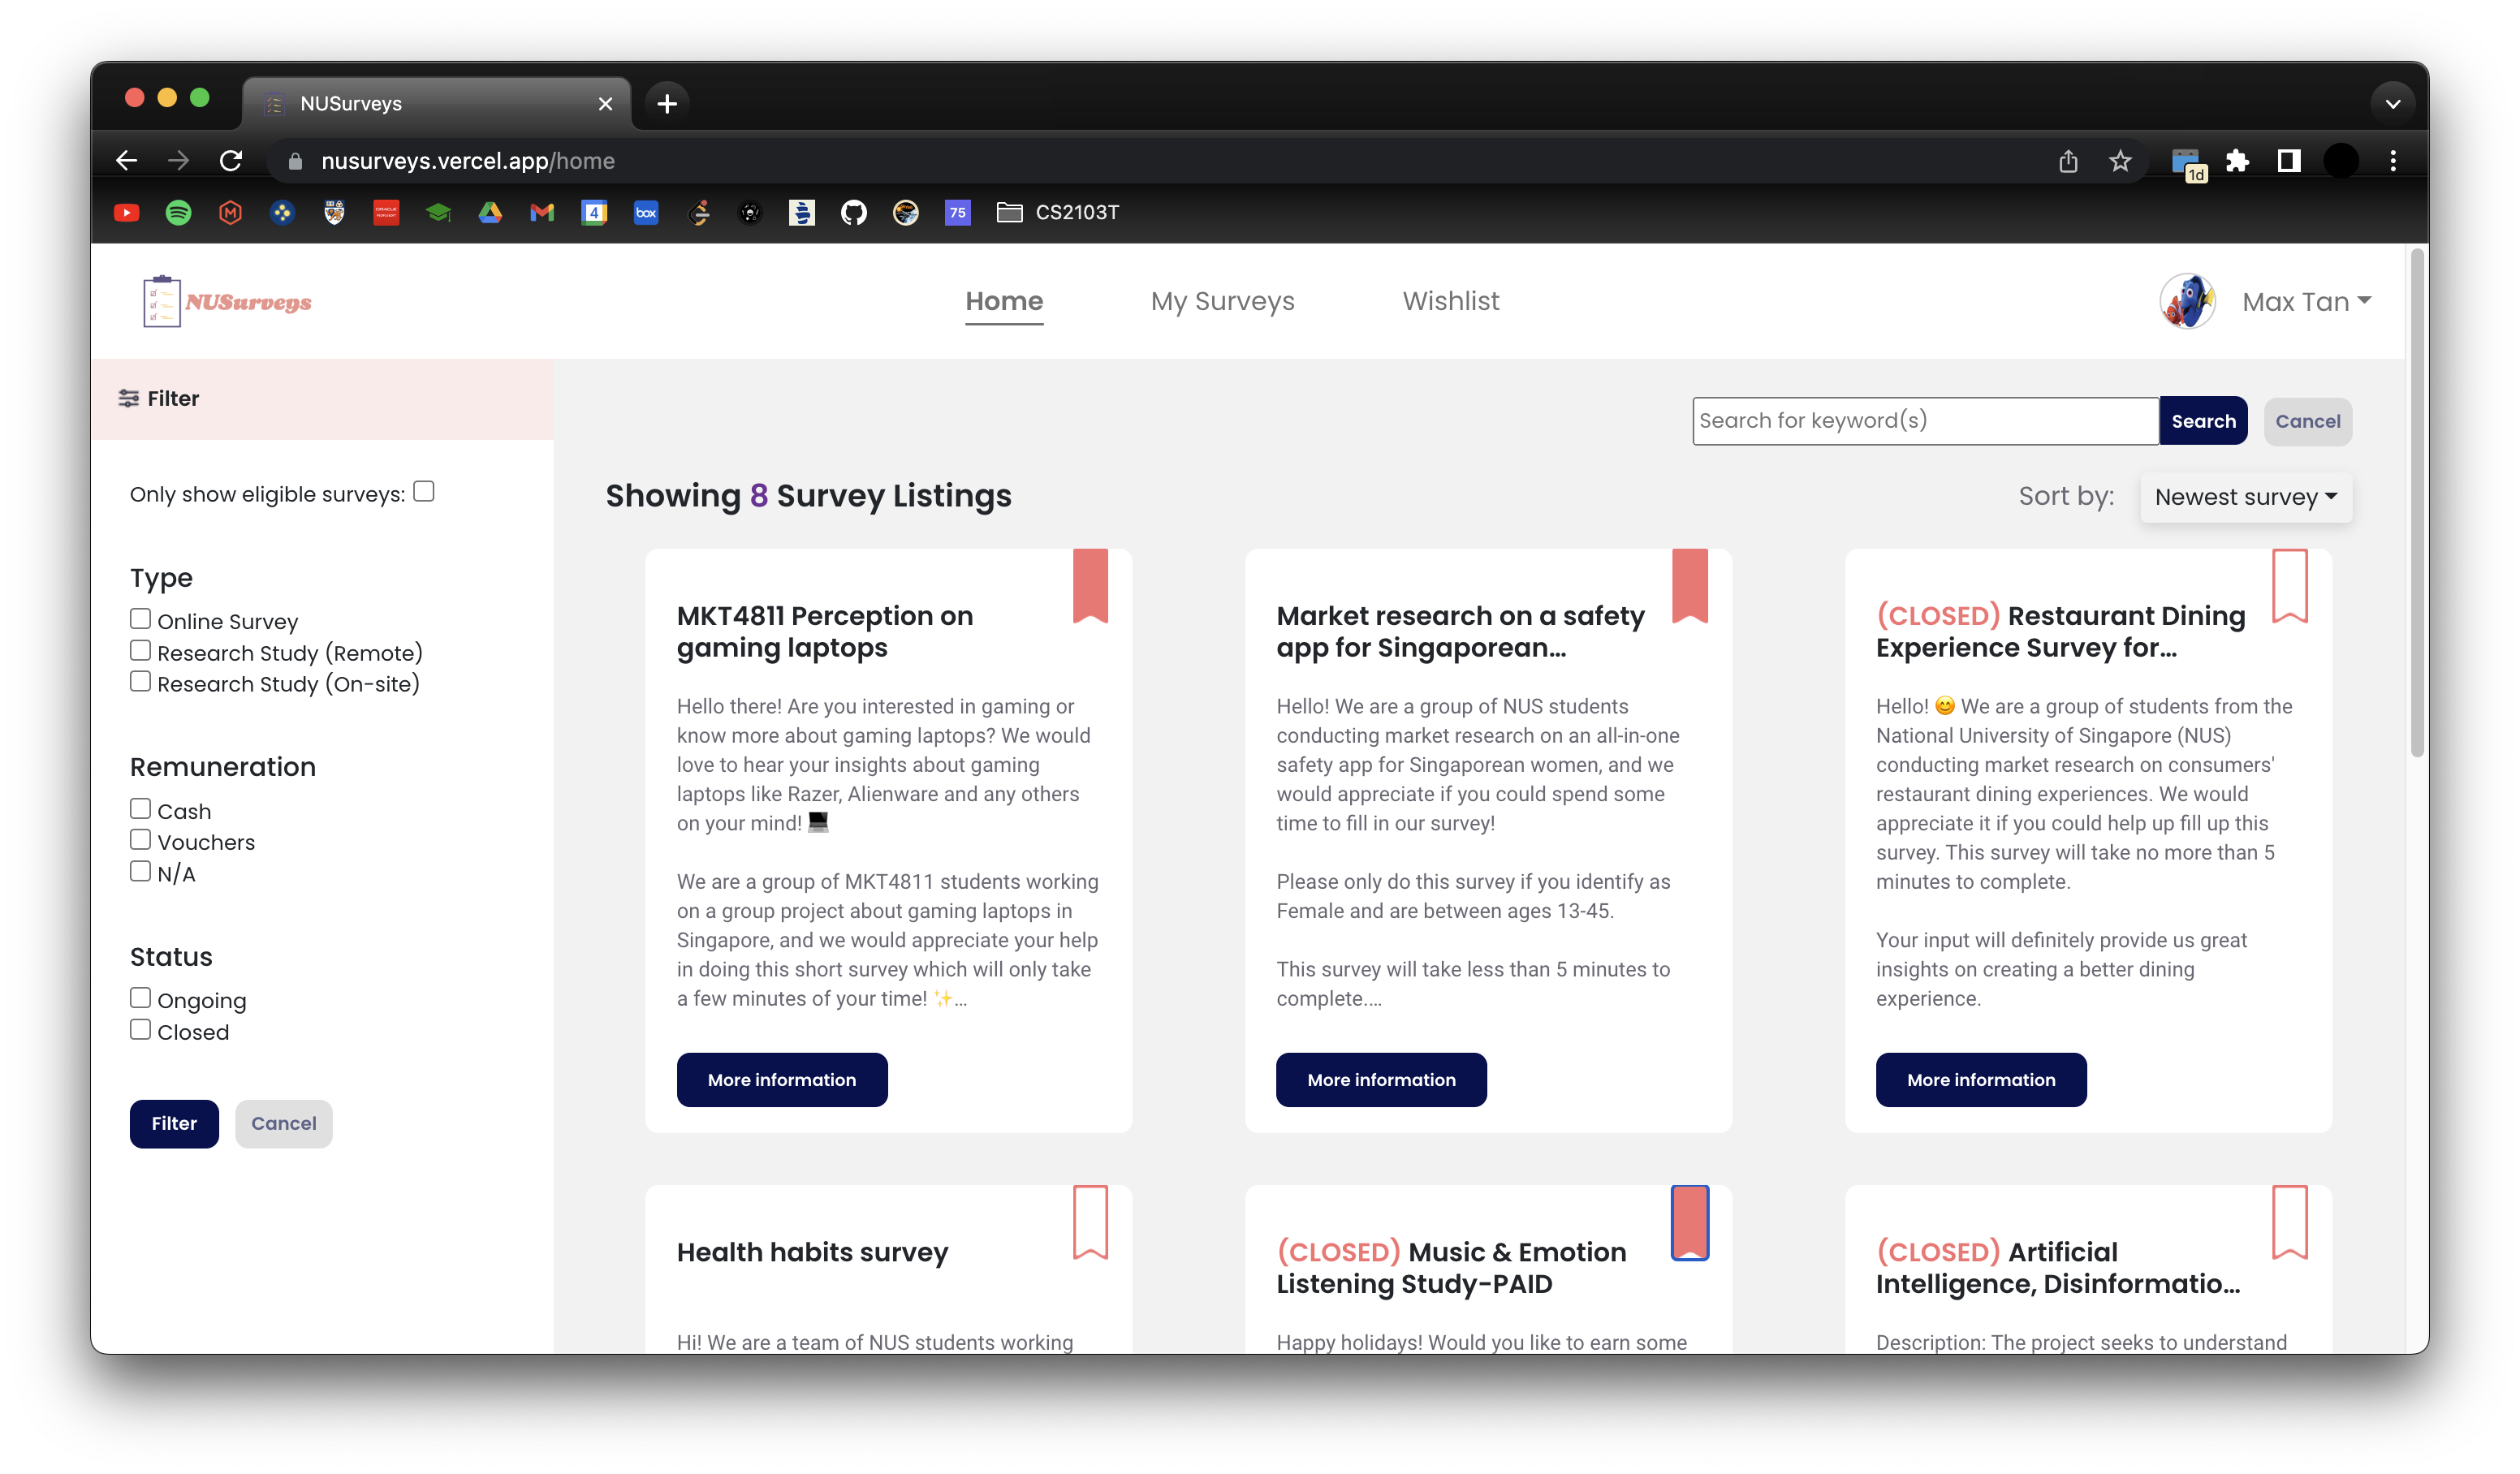 NUSurveys
nusurveys.vercel.app/home
1d
4
box
75
CS2103T
NUSurveys
Home
My Surveys
Wishlist
Max Tan
Filter
Search for keyword(s)
Search
Cancel
Only show eligible surveys:
Showing 8 Survey Listings
Sort by:
Newest survey
Type
Online Survey
Research Study (Remote)
Research Study (On-site)
Remuneration
Cash
Vouchers
N/A
Status
Ongoing
Closed
Filter
Cancel
MKT4811 Perception on
gaming laptops
Hello there! Are you interested in gaming or
know more about gaming laptops? We would
love to hear your insights about gaming
laptops like Razer, Alienware and any others
on your mind! 💻
We are a group of MKT4811 students working
on a group project about gaming laptops in
Singapore, and we would appreciate your help
in doing this short survey which will only take
a few minutes of your time! ✨...
More information
Market research on a safety
app for Singaporean...
Hello! We are a group of NUS students
conducting market research on an all-in-one
safety app for Singaporean women, and we
would appreciate if you could spend some
time to fill in our survey!
Please only do this survey if you identify as
Female and are between ages 13-45.
This survey will take less than 5 minutes to
complete....
More information
(CLOSED) Restaurant Dining
Experience Survey for...
Hello! 😊 We are a group of students from the
National University of Singapore (NUS)
conducting market research on consumers'
restaurant dining experiences. We would
appreciate it if you could help up fill up this
survey. This survey will take no more than 5
minutes to complete.
Your input will definitely provide us great
insights on creating a better dining
experience.
More information
Health habits survey
Hi! We are a team of NUS students working
(CLOSED) Music & Emotion
Listening Study-PAID
Happy holidays! Would you like to earn some
(CLOSED) Artificial
Intelligence, Disinformatio...
Description: The project seeks to understand